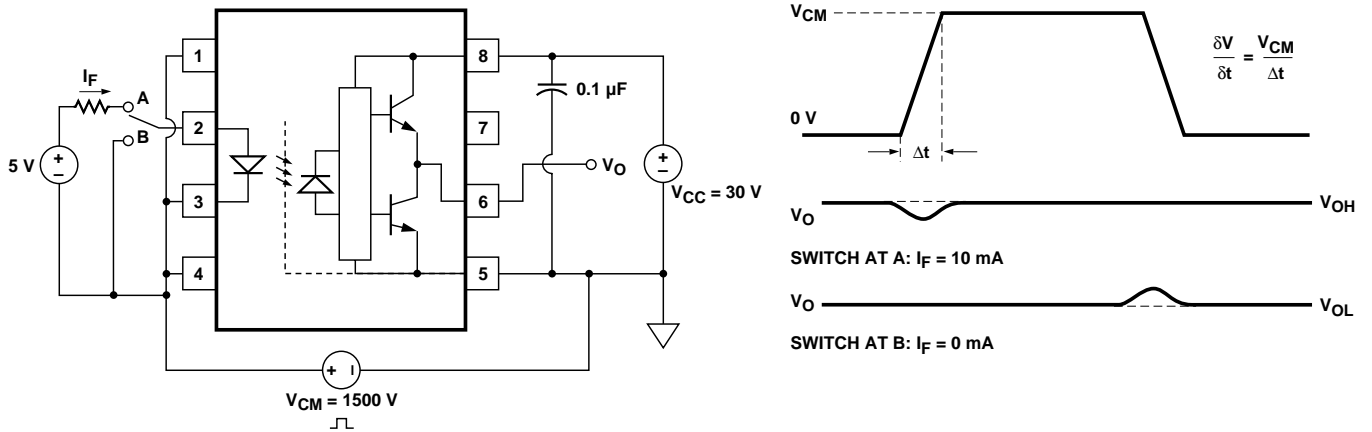 1
8
I_F
A
0.1 µF
2
7
B
5 V
+
–
V_O
+
–
3
6
V_CC = 30 V
4
5
+ –
V_CM = 1500 V
V_CM
δV/δt = V_CM/Δt
0 V
Δt
V_O
V_OH
SWITCH AT A: I_F = 10 mA
V_O
V_OL
SWITCH AT B: I_F = 0 mA